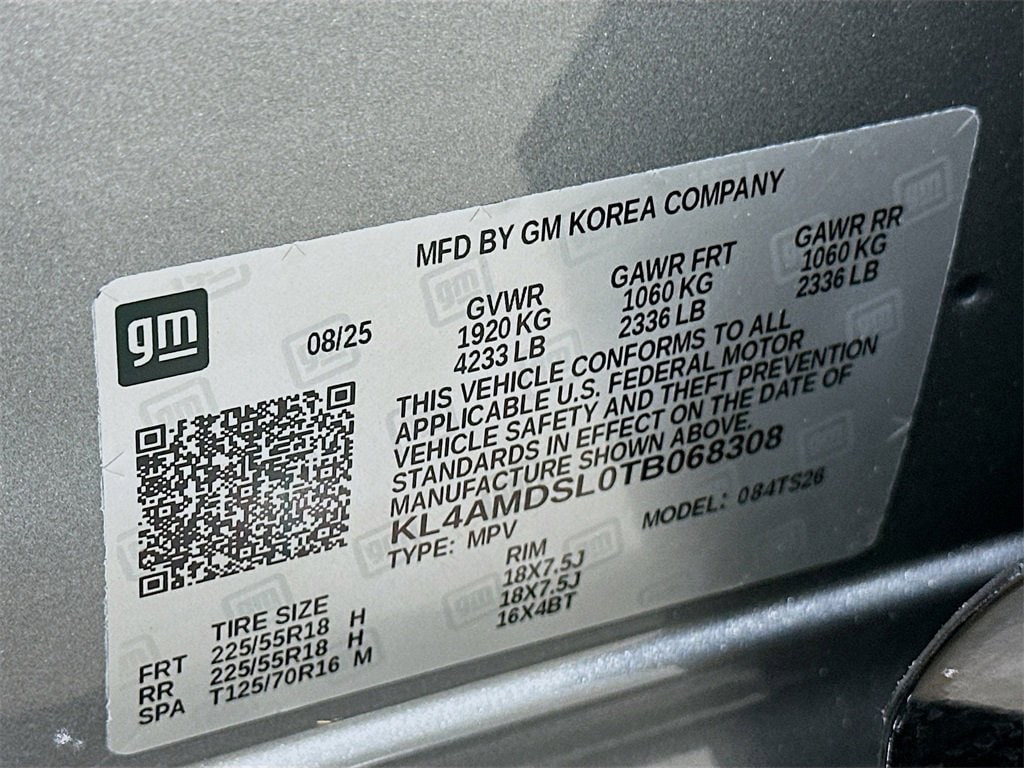 MFD BY GM KOREA COMPANY
gm
08/25
GVWR
1920 KG
4233 LB
GAWR FRT
1060 KG
2336 LB
GAWR RR
1060 KG
2336 LB
THIS VEHICLE CONFORMS TO ALL
APPLICABLE U.S. FEDERAL MOTOR
VEHICLE SAFETY AND THEFT PREVENTION
STANDARDS IN EFFECT ON THE DATE OF
MANUFACTURE SHOWN ABOVE.
KL4AMDSL0TB068308
TYPE: MPV MODEL: 084TS26
TIRE SIZE RIM
FRT 225/55R18 H 18X7.5J
RR 225/55R18 H 18X7.5J
SPA T125/70R16 M 16X4BT